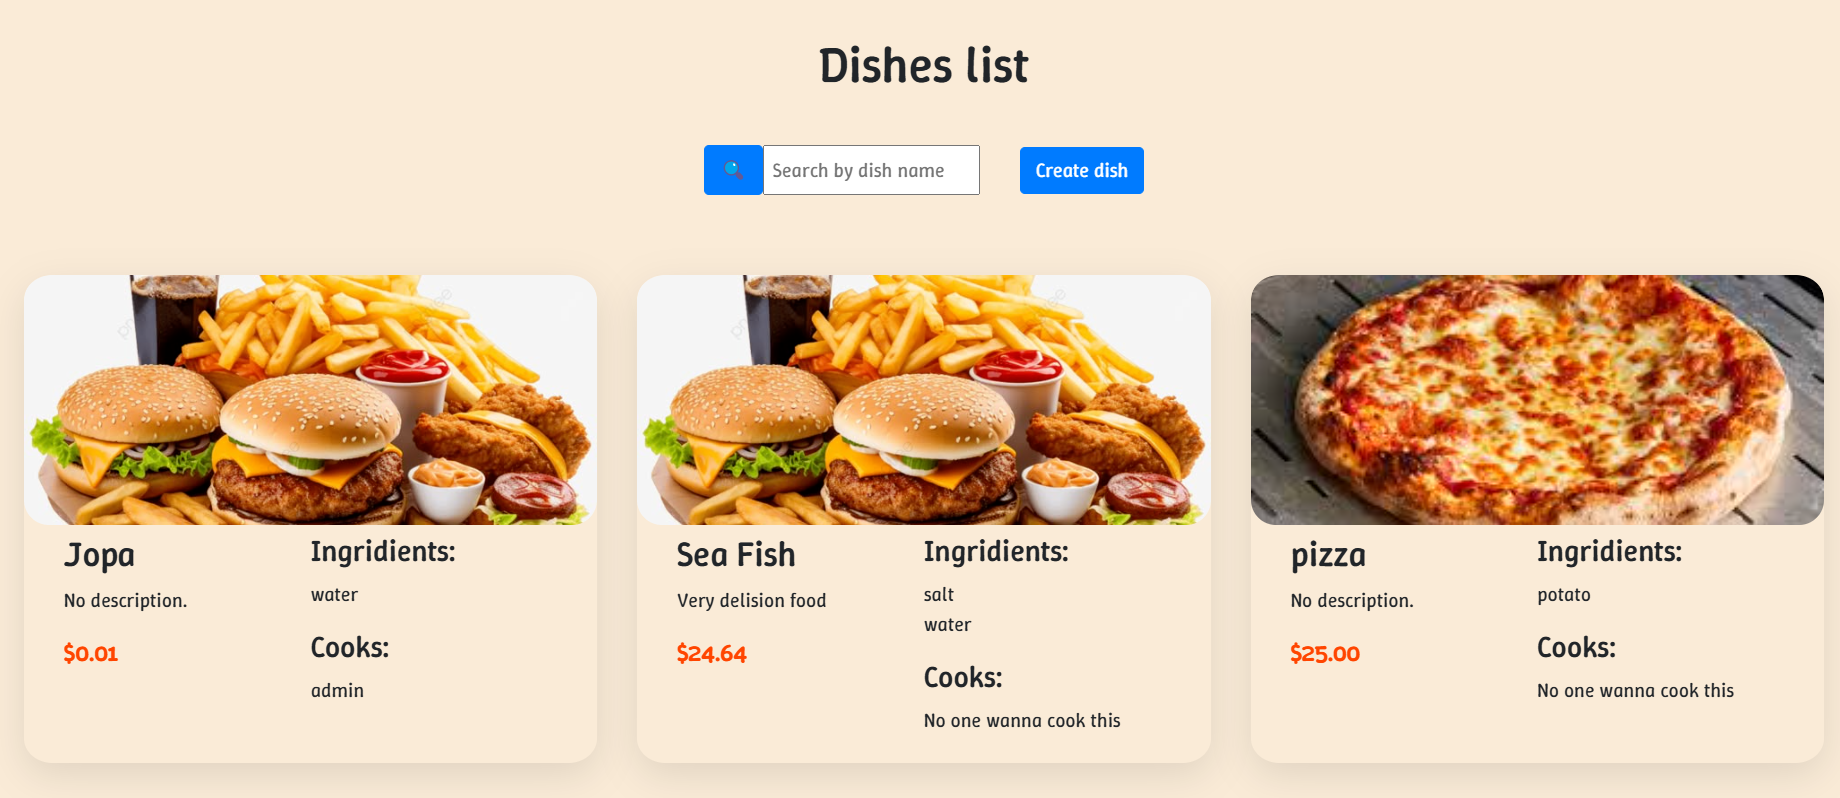 Dishes list
Search by dish name
Create dish
Jopa
No description.
$0.01
Ingridients:
water
Cooks:
admin
Sea Fish
Very delision food
$24.64
Ingridients:
salt
water
Cooks:
No one wanna cook this
pizza
No description.
$25.00
Ingridients:
potato
Cooks:
No one wanna cook this